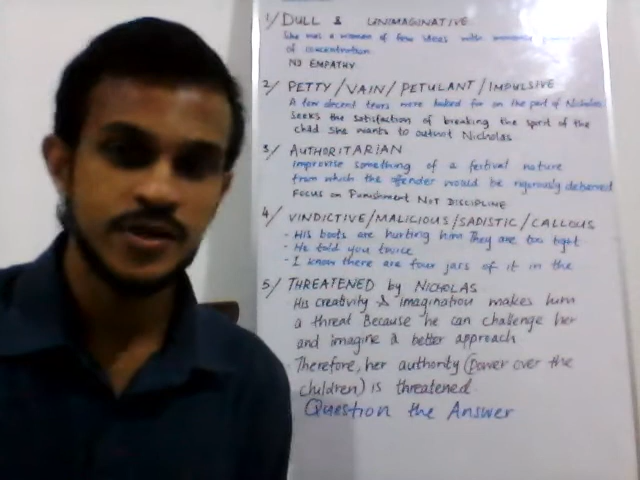 1/ DULL & UNIMAGINATIVE
She was a woman of few ideas with immense powers
of concentration
NO EMPATHY
2/ PETTY/VAIN/PETULANT/IMPULSIVE
A few decent tears were looked for on the part of Nicholas
Seeks the satisfaction of breaking the spirit of the
child She wants to outwit Nicholas
3/ AUTHORITARIAN
improvise something of a festival nature
from which the offender would be rigorously debarred
FOCUS on Punishment NOT DISCIPLINE
4/ VINDICTIVE/MALICIOUS/SADISTIC/CALLOUS
- His boots are hurting him They are too tight
- He told you twice
- I know there are four jars of it in the
5/ THREATENED by NICHOLAS
His creativity & imagination makes him
a threat Because he can challenge her
and imagine a better approach
Therefore, her authority (power over the
children) is threatened.
Question the Answer